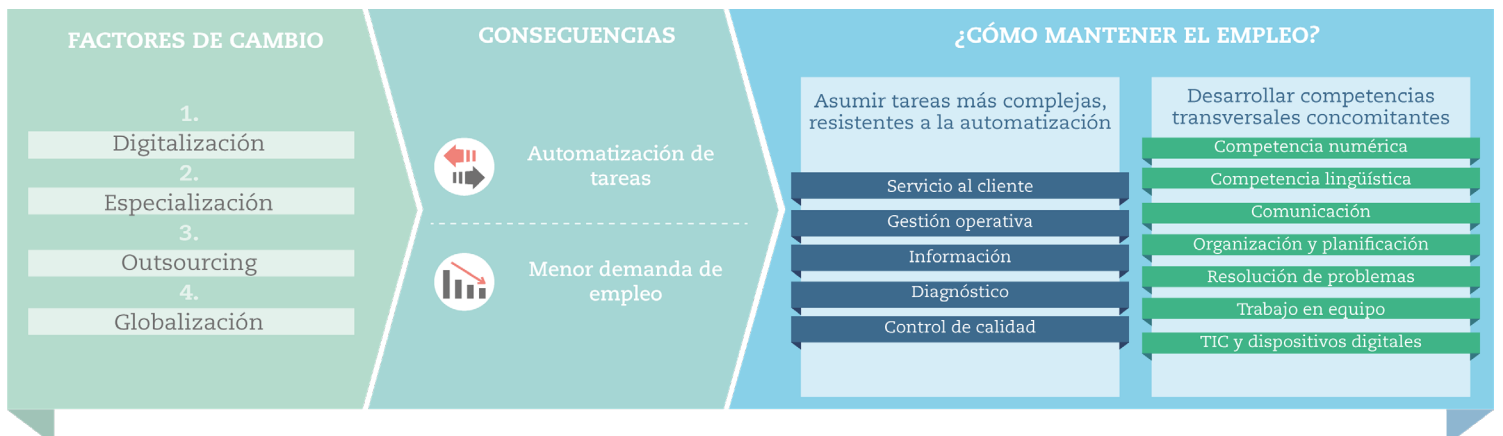 FACTORES DE CAMBIO
1.
Digitalización
2.
Especialización
3.
Outsourcing
4.
Globalización
CONSECUENCIAS
Automatización de
tareas
Menor demanda de
empleo
¿CÓMO MANTENER EL EMPLEO?
Asumir tareas más complejas,
resistentes a la automatización
Servicio al cliente
Gestión operativa
Información
Diagnóstico
Control de calidad
Desarrollar competencias
transversales concomitantes
Competencia numérica
Competencia lingüística
Comunicación
Organización y planificación
Resolución de problemas
Trabajo en equipo
TIC y dispositivos digitales